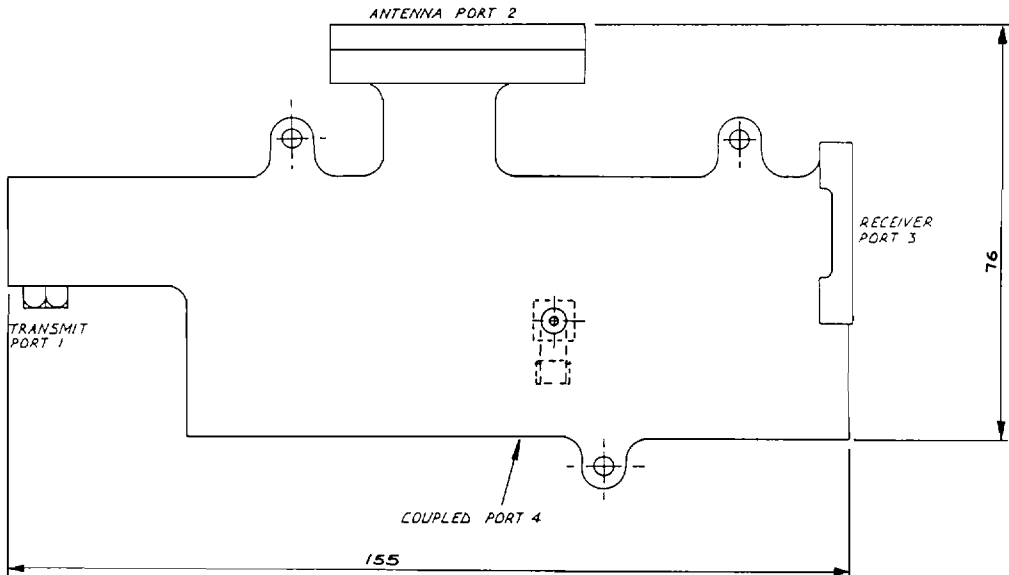 ANTENNA PORT 2
RECEIVER
PORT 3
76
TRANSMIT
PORT 1
COUPLED PORT 4
155